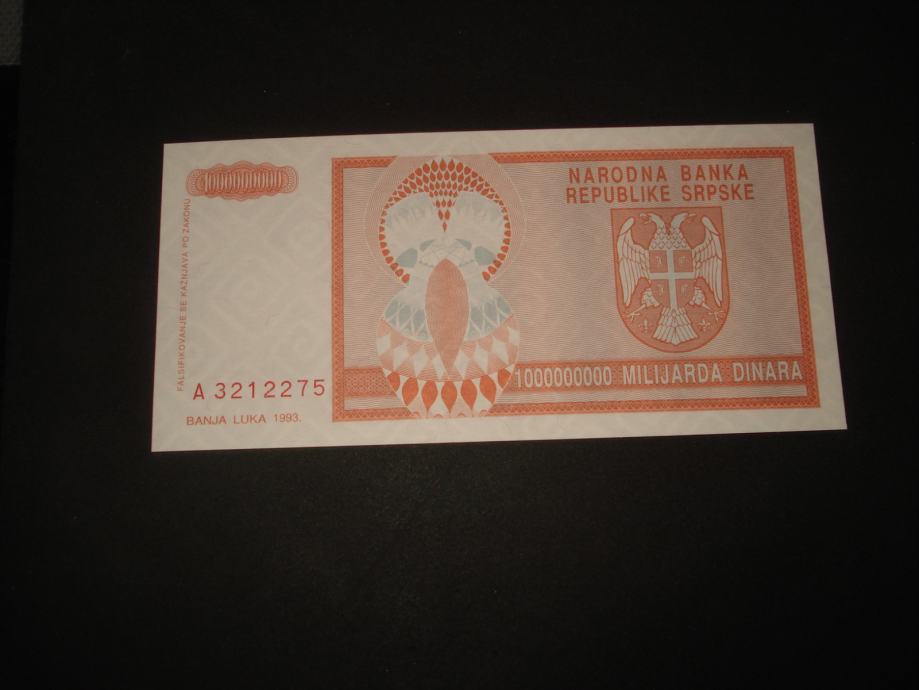 1000000000
FALSIFIKOVANJE SE KAŽNJAVA PO ZAKONU
A 3212275
BANJA LUKA 1993.
NARODNA BANKA
REPUBLIKE SRPSKE
1000000000 MILIJARDA DINARA